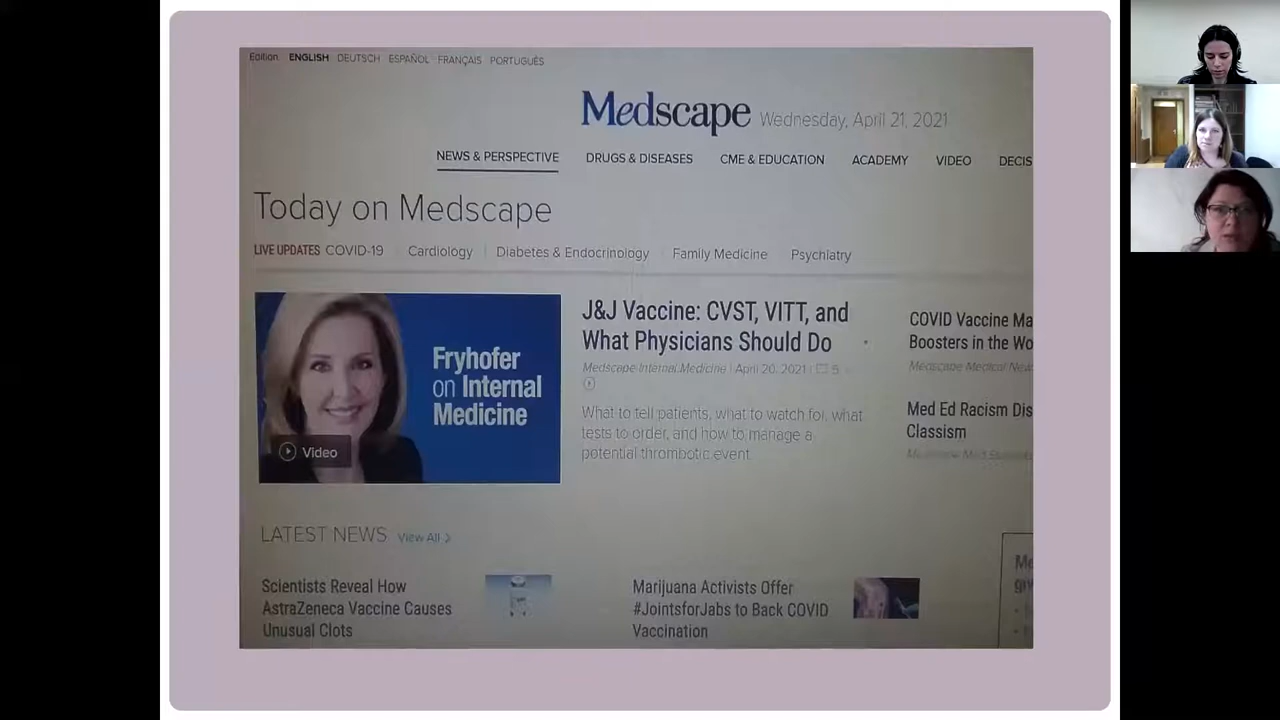 Edition ENGLISH DEUTSCH ESPAÑOL FRANÇAIS PORTUGUÊS
Medscape Wednesday, April 21, 2021
NEWS & PERSPECTIVE DRUGS & DISEASES CME & EDUCATION ACADEMY VIDEO DECIS
Today on Medscape
LIVE UPDATES COVID-19 Cardiology Diabetes & Endocrinology Family Medicine Psychiatry
Fryhofer
on Internal
Medicine
Video
J&J Vaccine: CVST, VITT, and
What Physicians Should Do
Medscape Internal Medicine | April 20, 2021 | 5
What to tell patients, what to watch for, what
tests to order, and how to manage a
potential thrombotic event
COVID Vaccine Ma
Boosters in the Wo
Medscape Medical New
Med Ed Racism Dis
Classism
LATEST NEWS View All >
Scientists Reveal How
AstraZeneca Vaccine Causes
Unusual Clots
Marijuana Activists Offer
#JointsforJabs to Back COVID
Vaccination